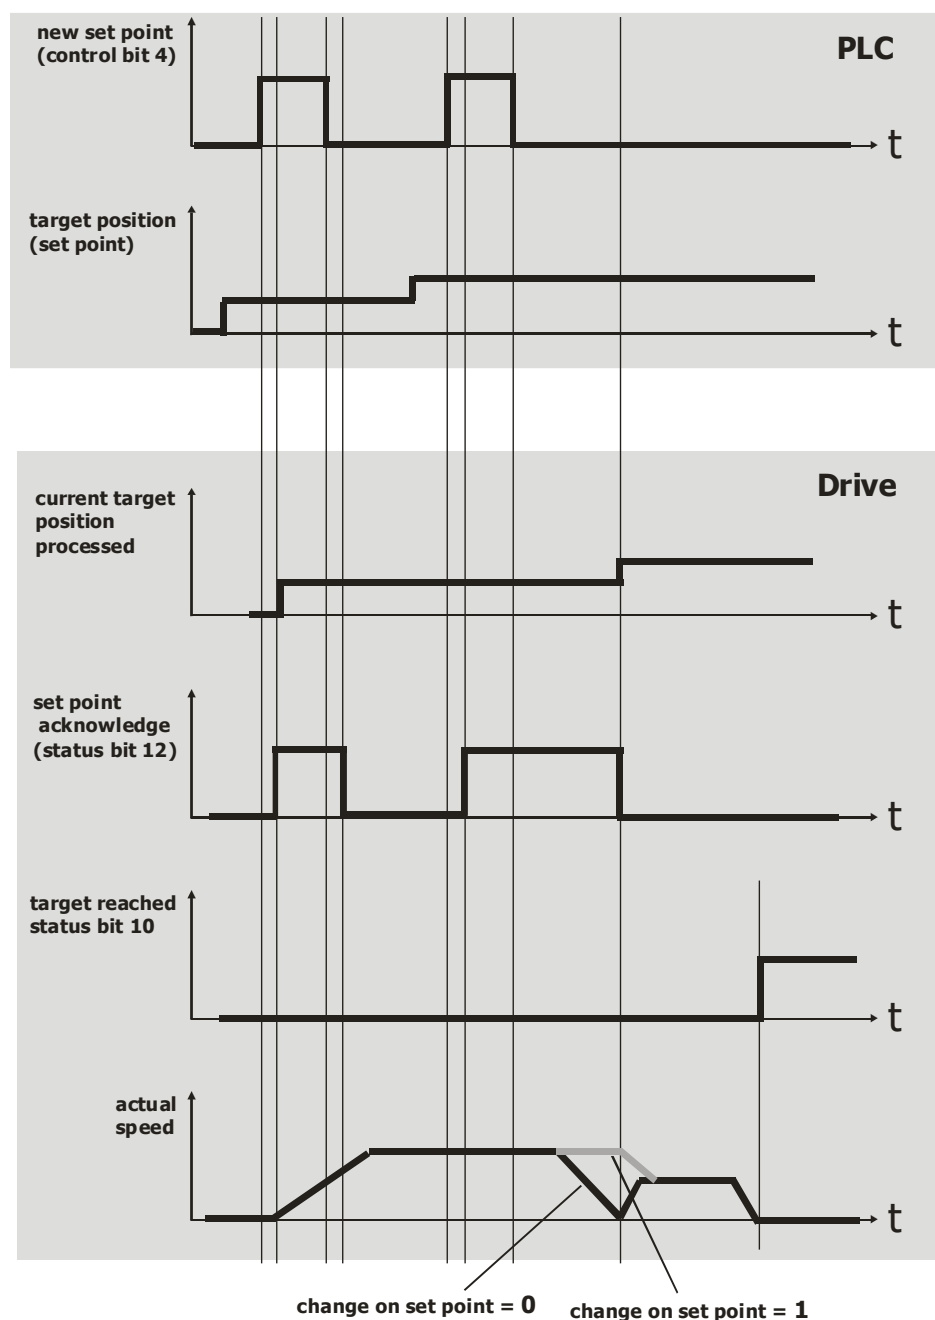 new set point
(control bit 4)
PLC
t
target position
(set point)
t
Drive
current target
position
processed
t
set point
acknowledge
(status bit 12)
t
target reached
status bit 10
t
actual
speed
t
change on set point = 0
change on set point = 1